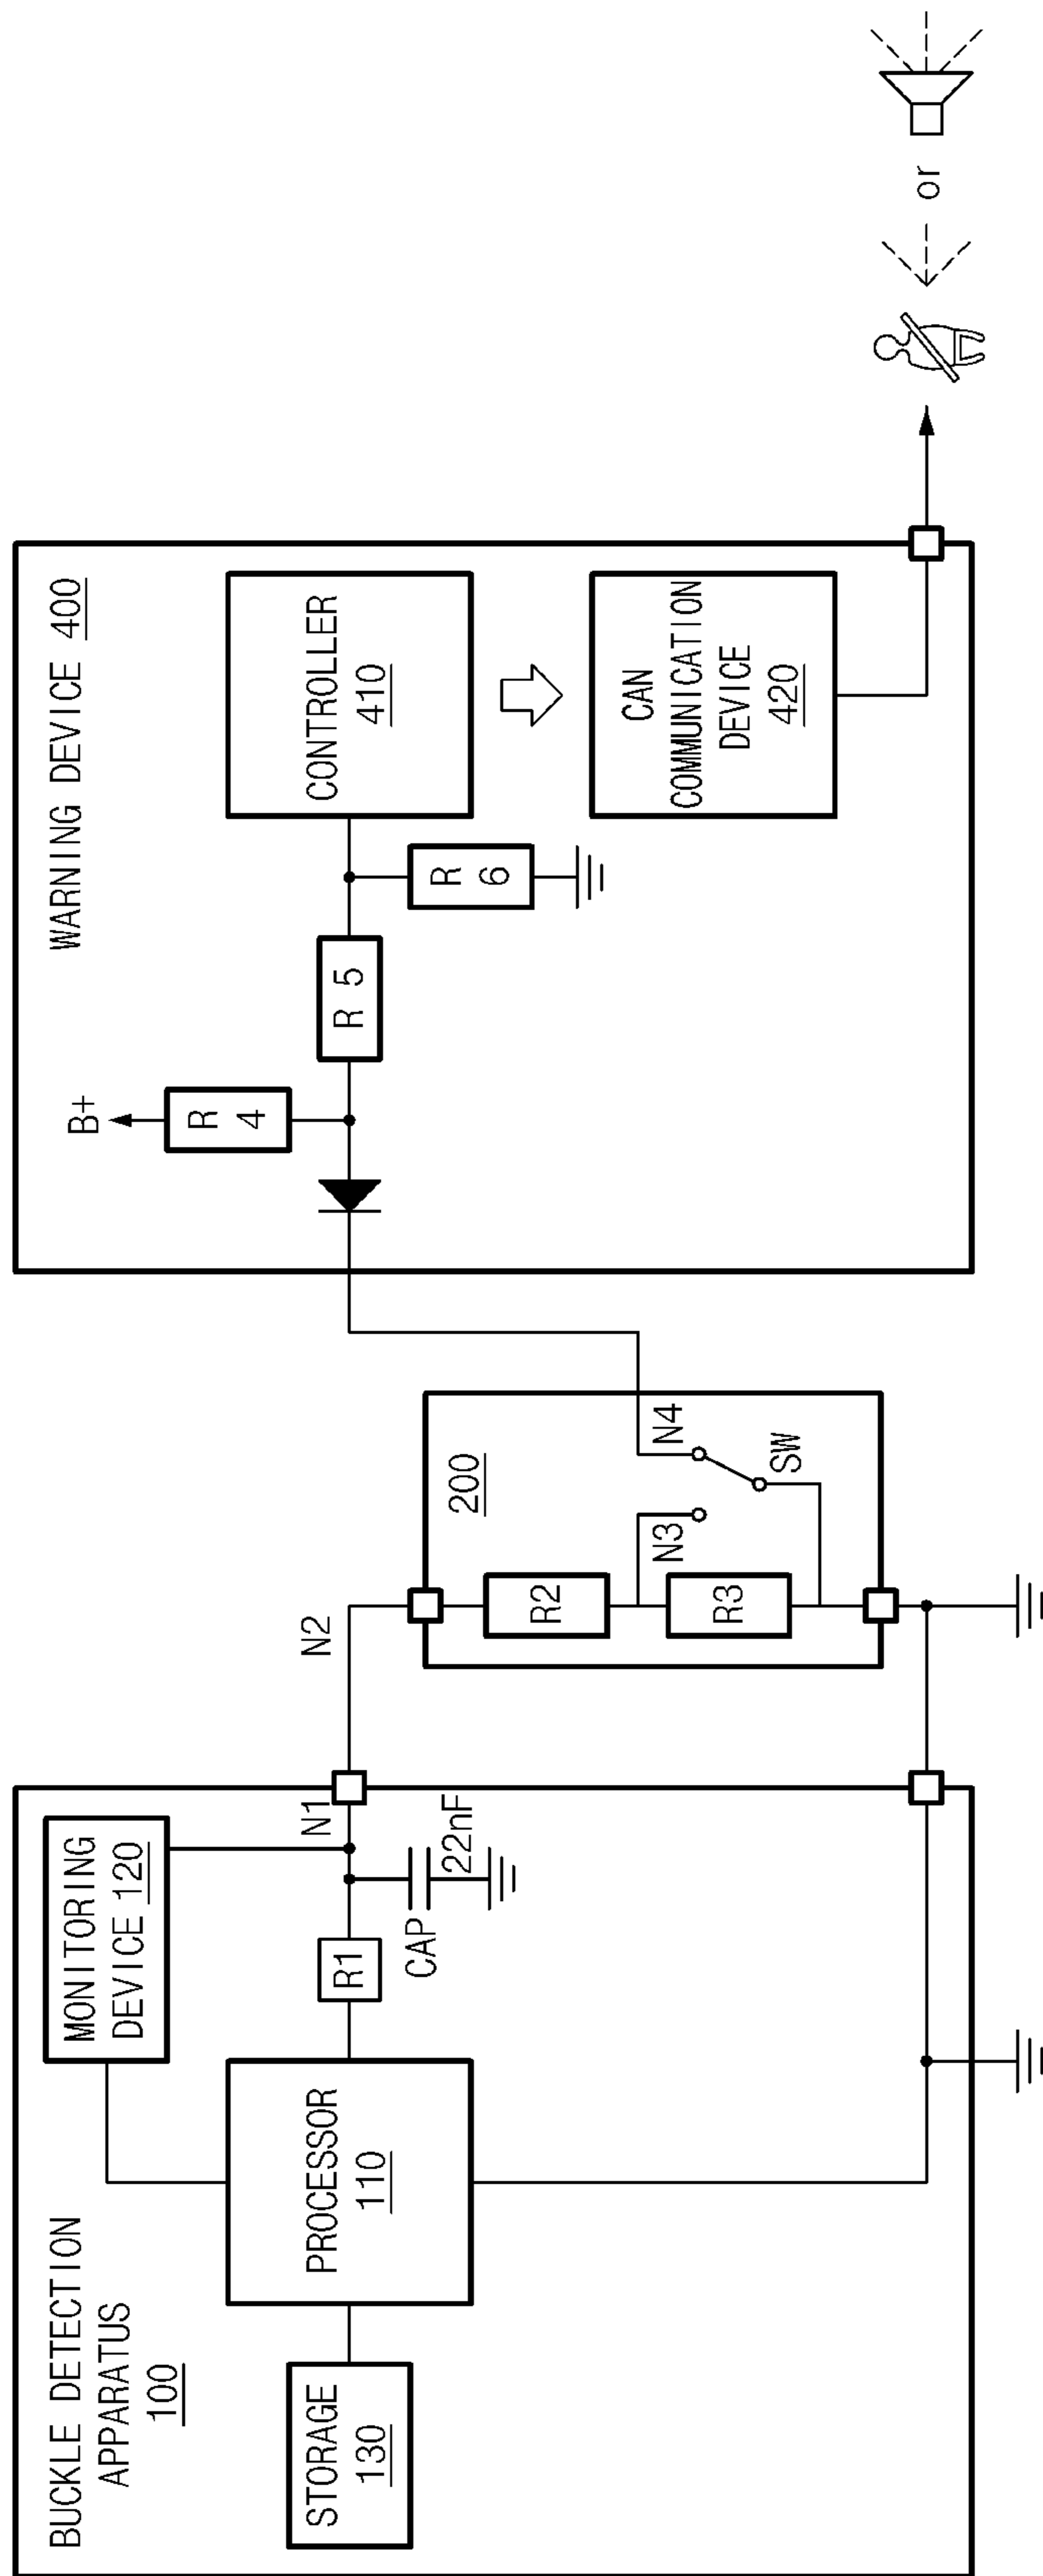 BUCKLE DETECTION
APPARATUS
100
STORAGE
130
PROCESSOR
110
MONITORING
DEVICE 120
R1
CAP
22nF
N1
N2
200
R2
R3
N3
N4
SW
WARNING DEVICE 400
B+
R 4
R 5
R 6
CONTROLLER
410
CAN
COMMUNICATION
DEVICE
420
or